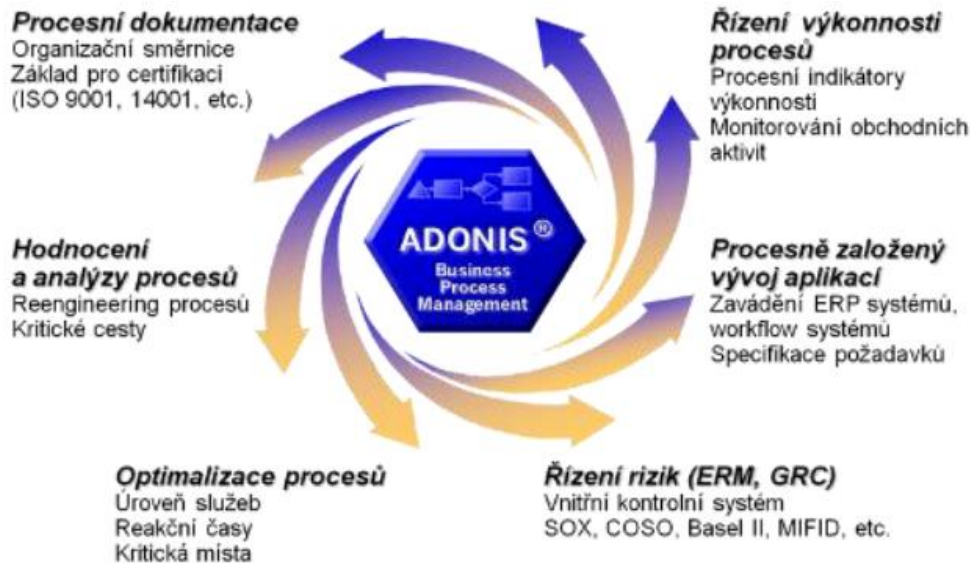 Procesní dokumentace
Organizační směrnice
Základ pro certifikaci
(ISO 9001, 14001, etc.)
Řízení výkonnosti
procesů
Procesní indikátory
výkonnosti
Monitorování obchodních
aktivit
ADONIS ®
Business
Process
Management
Hodnocení
a analýzy procesů
Reengineering procesů
Kritické cesty
Procesně založený
vývoj aplikací
Zavádění ERP systémů,
workflow systémů
Specifikace požadavků
Optimalizace procesů
Úroveň služeb
Reakční časy
Kritická místa
Řízení rizik (ERM, GRC)
Vnitřní kontrolní systém
SOX, COSO, Basel II, MIFID, etc.